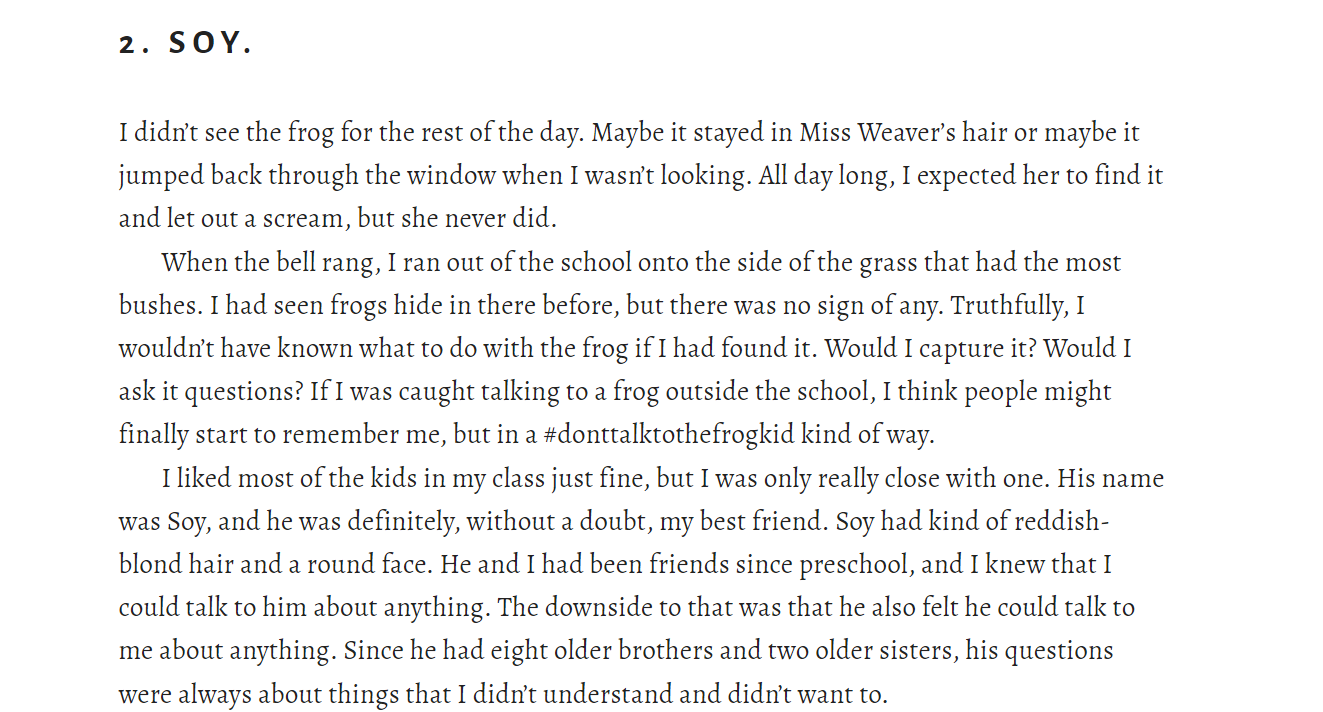 2. SOY.
I didn’t see the frog for the rest of the day. Maybe it stayed in Miss Weaver’s hair or maybe it
jumped back through the window when I wasn’t looking. All day long, I expected her to find it
and let out a scream, but she never did.
When the bell rang, I ran out of the school onto the side of the grass that had the most
bushes. I had seen frogs hide in there before, but there was no sign of any. Truthfully, I
wouldn’t have known what to do with the frog if I had found it. Would I capture it? Would I
ask it questions? If I was caught talking to a frog outside the school, I think people might
finally start to remember me, but in a #donttalktothefrogkid kind of way.
I liked most of the kids in my class just fine, but I was only really close with one. His name
was Soy, and he was definitely, without a doubt, my best friend. Soy had kind of reddish-
blond hair and a round face. He and I had been friends since preschool, and I knew that I
could talk to him about anything. The downside to that was that he also felt he could talk to
me about anything. Since he had eight older brothers and two older sisters, his questions
were always about things that I didn’t understand and didn’t want to.